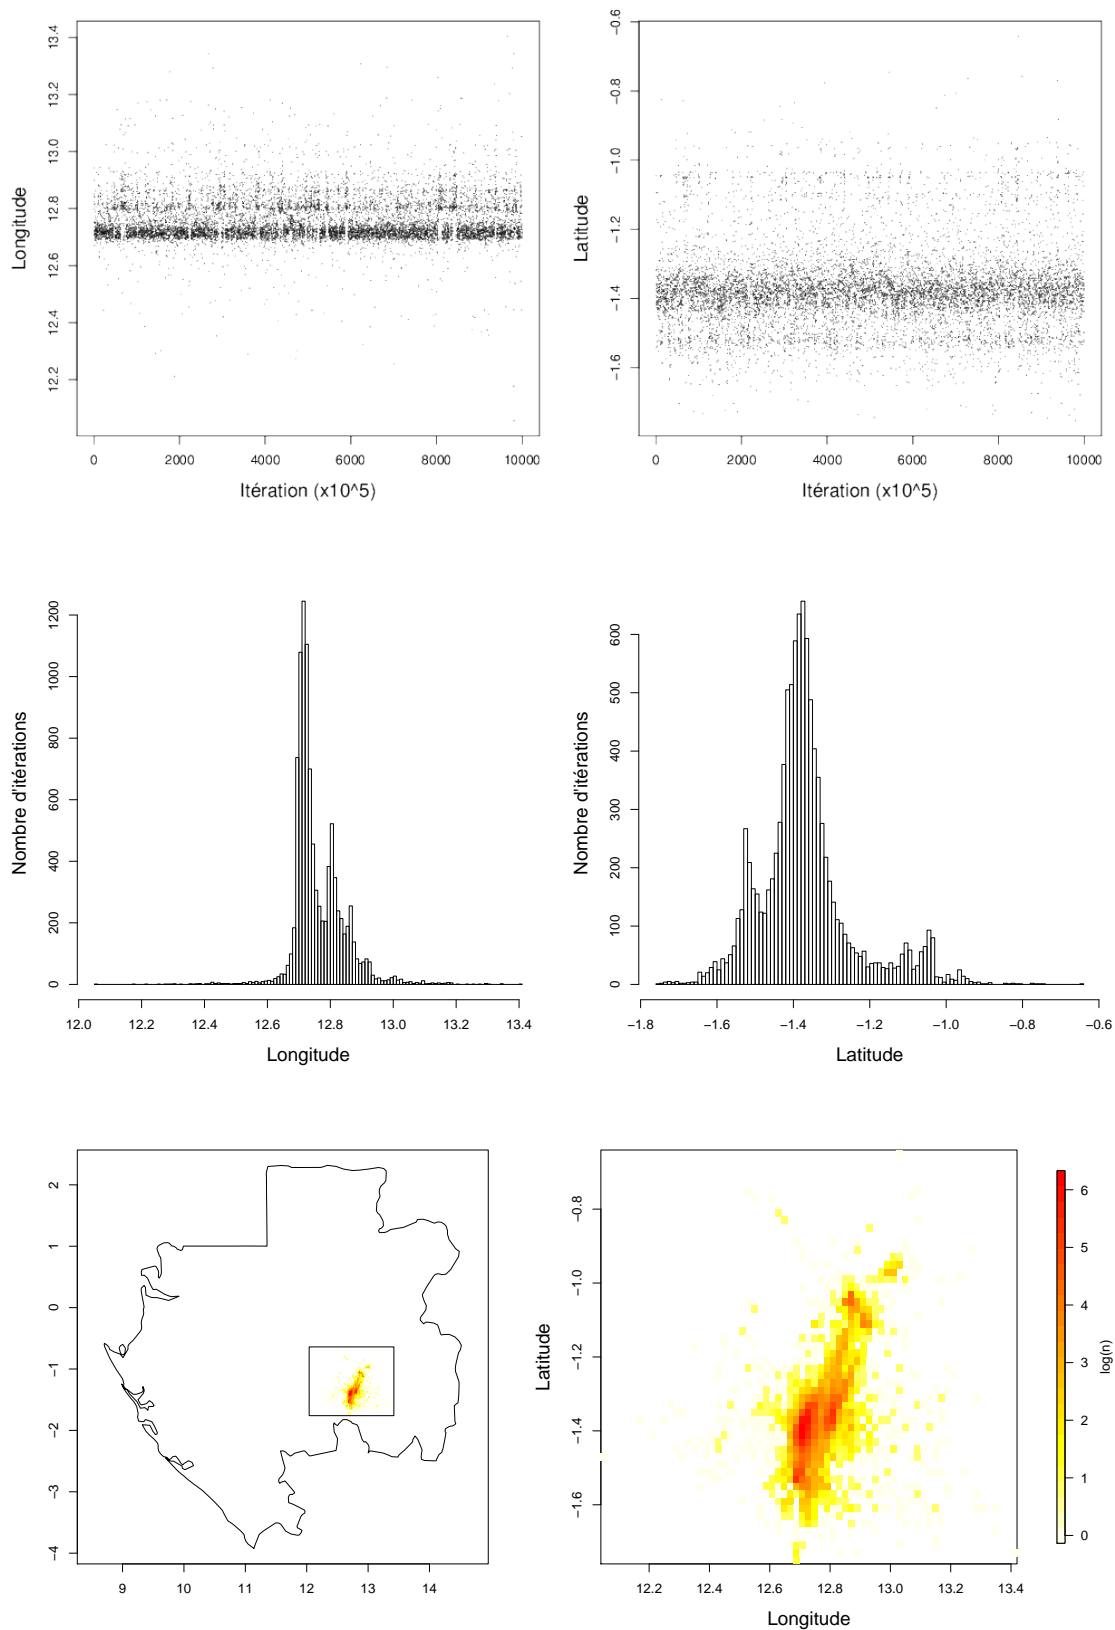 Longitude
12.2 12.4 12.6 12.8 13.0 13.2 13.4
0 2000 4000 6000 8000 10000
Itération (x10^5)
Latitude
−1.6 −1.4 −1.2 −1.0 −0.8 −0.6
0 2000 4000 6000 8000 10000
Itération (x10^5)
Nombre d'itérations
0 200 400 600 800 1000 1200
12.0 12.2 12.4 12.6 12.8 13.0 13.2 13.4
Longitude
Nombre d'itérations
0 100 200 300 400 500 600
−1.8 −1.6 −1.4 −1.2 −1.0 −0.8 −0.6
Latitude
−4 −3 −2 −1 0 1 2
9 10 11 12 13 14
Latitude
−1.6 −1.4 −1.2 −1.0 −0.8
12.2 12.4 12.6 12.8 13.0 13.2 13.4
Longitude
0 1 2 3 4 5 6
log(n)